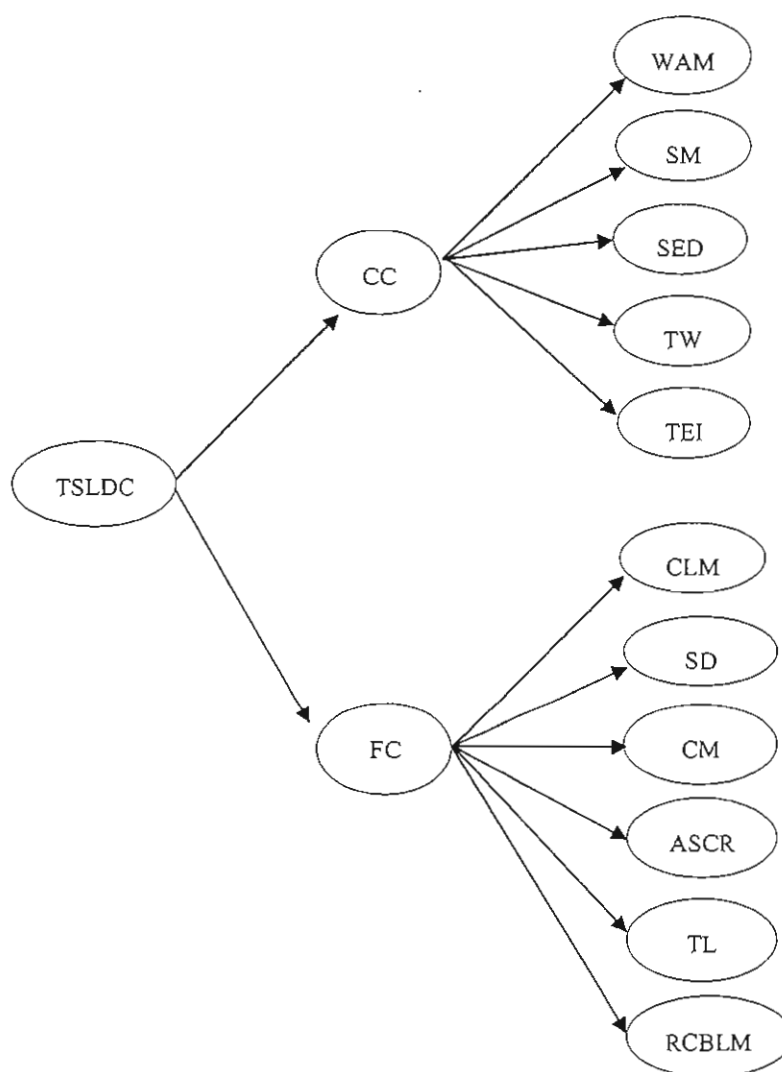 WAM
SM
SED
CC
TW
TEI
TSLDC
CLM
SD
FC
CM
ASCR
TL
RCBLM